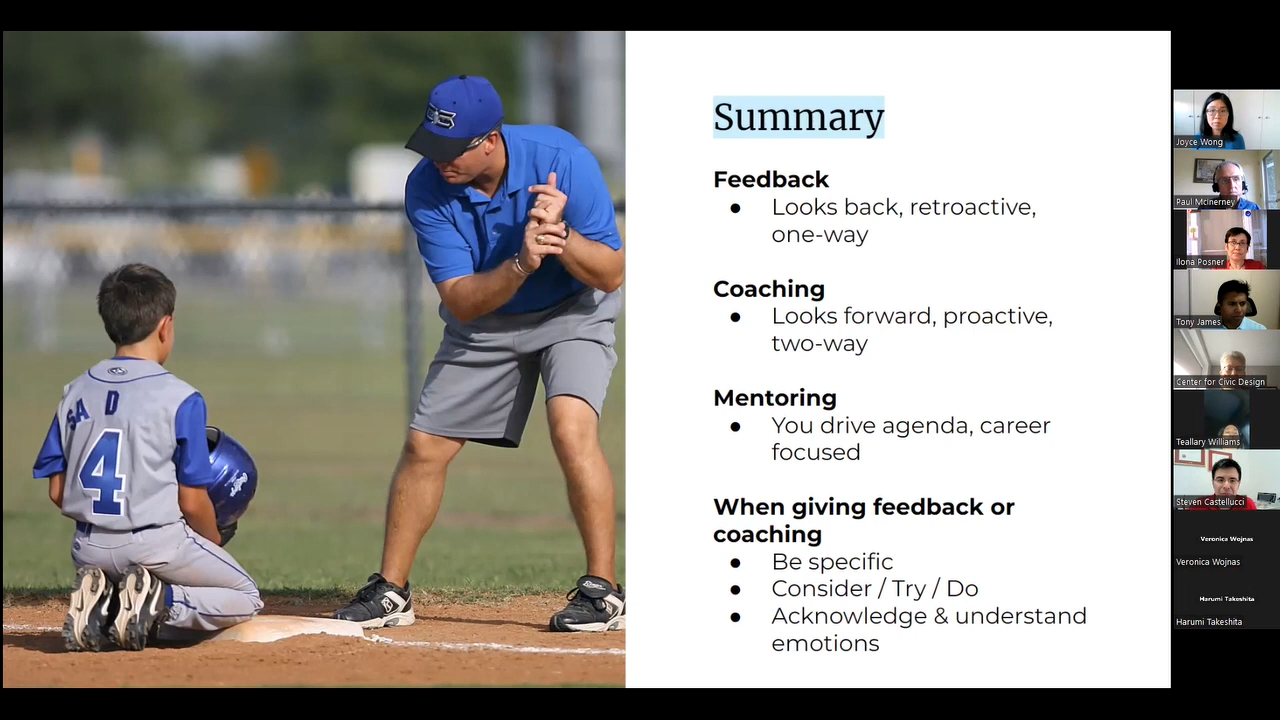 Summary
Feedback
● Looks back, retroactive,
one-way
Coaching
● Looks forward, proactive,
two-way
Mentoring
● You drive agenda, career
focused
When giving feedback or
coaching
● Be specific
● Consider / Try / Do
● Acknowledge & understand
emotions
SA D
4
Joyce Wong
Paul McInerney
Ilona Posner
Tony James
Center for Civic Design
Teallary Williams
Steven Castellucci
Veronica Wojnas
Veronica Wojnas
Harumi Takeshita
Harumi Takeshita